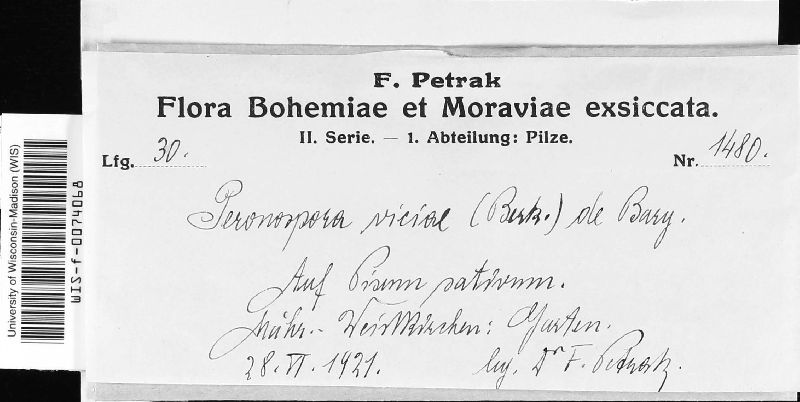 F. Petrak
Flora Bohemiae et Moraviae exsiccata.
II. Serie. — 1. Abteilung: Pilze.
Lfg. 30. Nr. 1480.
Peronospora viciae (Berk.) de Bary.
Auf Pisum sativum.
Mähr.-Weisskirchen: Garten.
28. VI. 1921. leg. Dr F. Petrak.
University of Wisconsin-Madison (WIS)
WIS-f-0074068